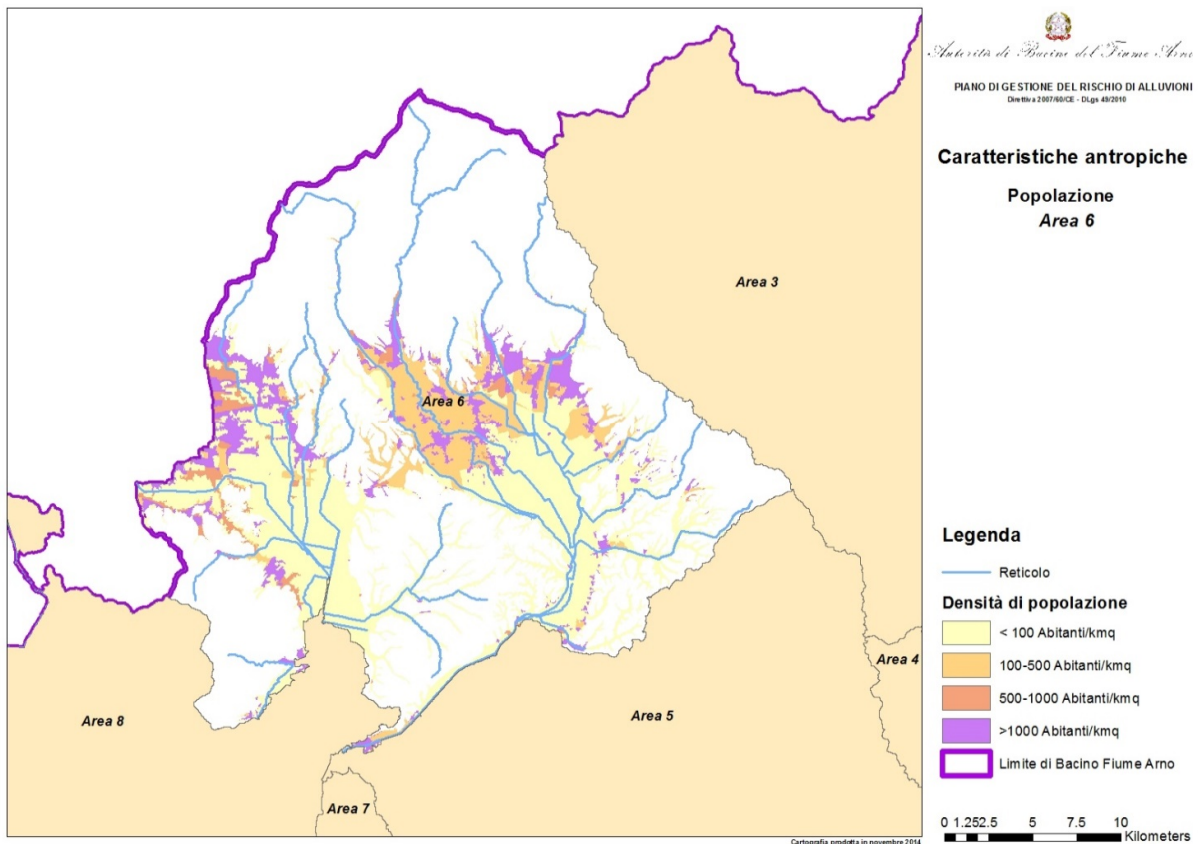 Autorità di Bacino del Fiume Arno
PIANO DI GESTIONE DEL RISCHIO DI ALLUVIONI
Direttiva 2007/60/CE - DLgs 49/2010
Caratteristiche antropiche
Popolazione
Area 6
Area 3
Area 6
Area 4
Area 8
Area 5
Area 7
Legenda
Reticolo
Densità di popolazione
< 100 Abitanti/kmq
100-500 Abitanti/kmq
500-1000 Abitanti/kmq
>1000 Abitanti/kmq
Limite di Bacino Fiume Arno
0 1.25 2.5 5 7.5 10
Kilometers
Cartografia prodotta in novembre 2014